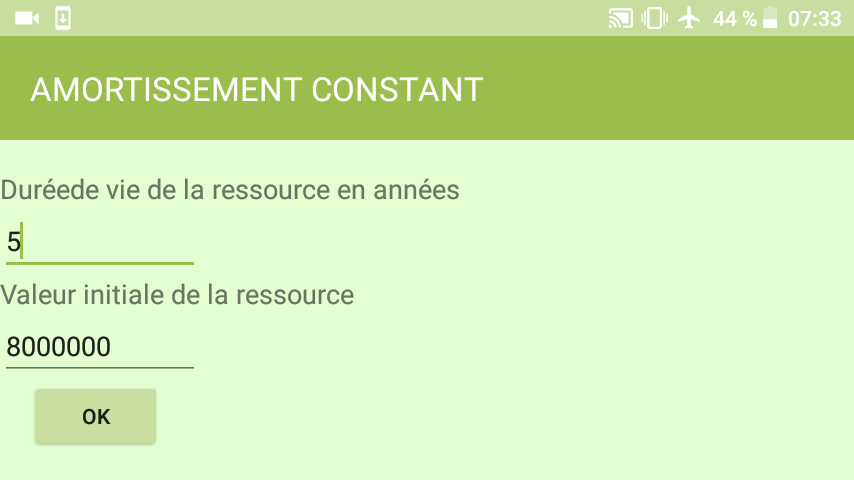 44 % 07:33
AMORTISSEMENT CONSTANT
Duréede vie de la ressource en années
5
Valeur initiale de la ressource
8000000
OK